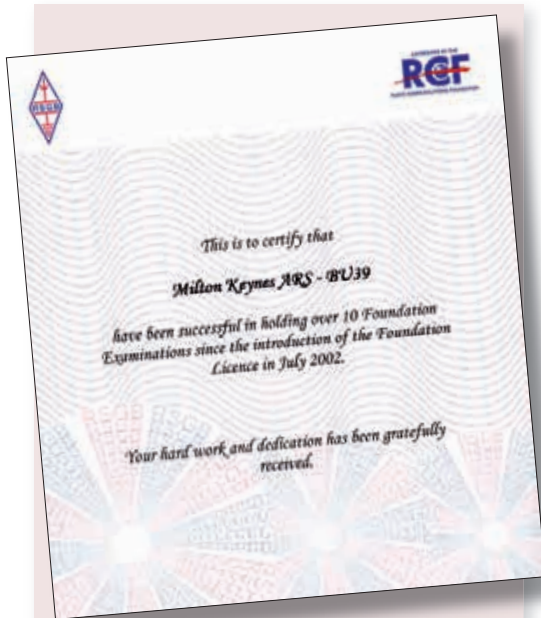 RSGB
RCF
This is to certify that
Milton Keynes ARS - BU39
have been successful in holding over 10 Foundation
Examinations since the introduction of the Foundation
Licence in July 2002.
Your hard work and dedication has been gratefully
received.